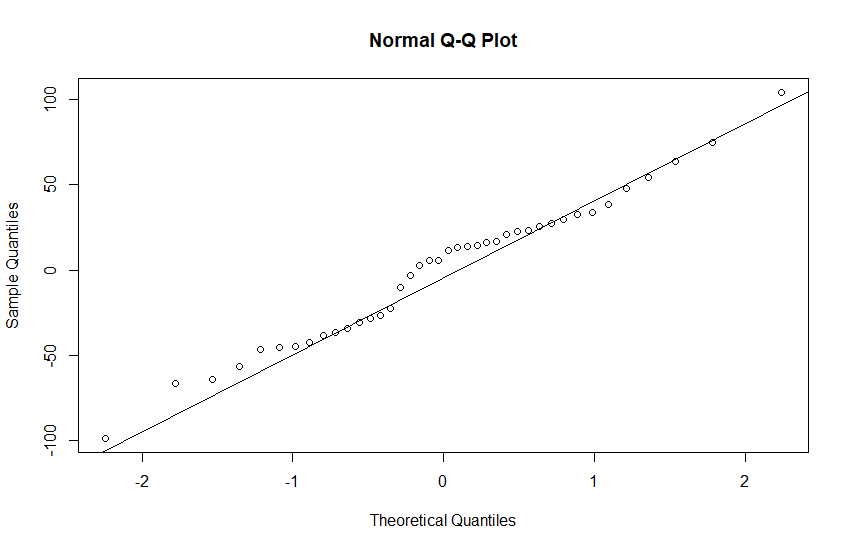 Normal Q-Q Plot
100
50
0
-50
-100
Sample Quantiles
-2 -1 0 1 2
Theoretical Quantiles